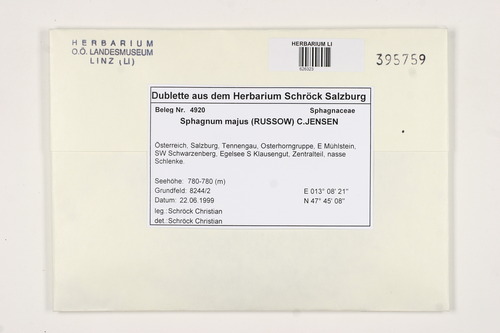 HERBARIUM
O.Ö. LANDESMUSEUM
LINZ (LI)
HERBARIUM LI
395759
Dublette aus dem Herbarium Schröck Salzburg
Beleg Nr. 4920 Sphagnaceae
Sphagnum majus (RUSSOW) C.JENSEN
Österreich, Salzburg, Tennengau, Osterhorngruppe, E Mühlstein,
SW Schwarzenberg, Egelsee S Klausengut, Zentralteil, nasse
Schlenke.
Seehöhe: 780-780 (m)
Grundfeld: 8244/2 E 013° 08' 21"
Datum: 22.06.1999 N 47° 45' 08"
leg.: Schröck Christian
det.: Schröck Christian